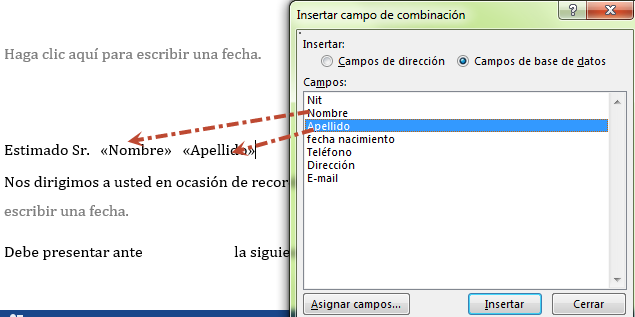 Haga clic aquí para escribir una fecha.
Estimado Sr. «Nombre» «Apellido»
Nos dirigimos a usted en ocasión de recor
escribir una fecha.
Debe presentar ante la siguie
Insertar campo de combinación
?
Insertar:
Campos de dirección Campos de base de datos
Campos:
Nit
Nombre
Apellido
fecha nacimiento
Teléfono
Dirección
E-mail
Asignar campos... Insertar Cerrar